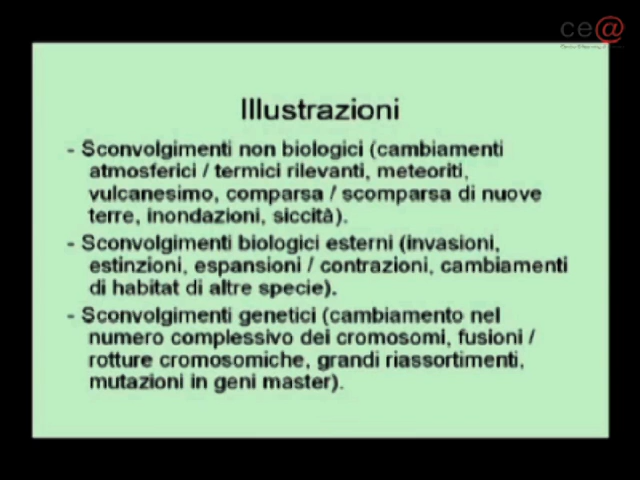 ce@
Illustrazioni
- Sconvolgimenti non biologici (cambiamenti
atmosferici / termici rilevanti, meteoriti,
vulcanesimo, comparsa / scomparsa di nuove
terre, inondazioni, siccità).
- Sconvolgimenti biologici esterni (invasioni,
estinzioni, espansioni / contrazioni, cambiamenti
di habitat di altre specie).
- Sconvolgimenti genetici (cambiamento nel
numero complessivo dei cromosomi, fusioni /
rotture cromosomiche, grandi riassortimenti,
mutazioni in geni master).